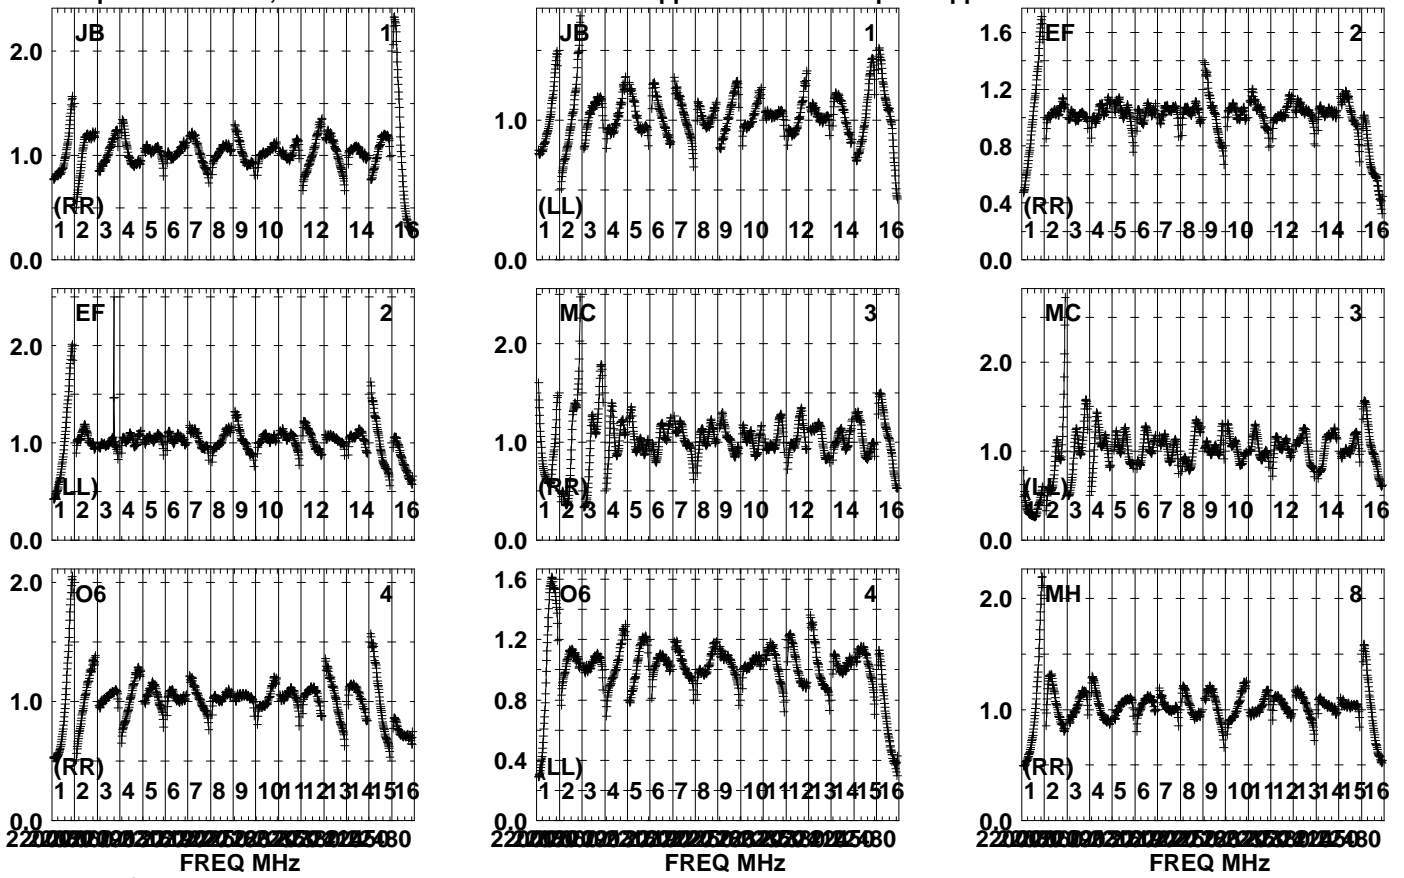 JB 1
2.0
1.0
(RR)
1 2 3 4 5 6 7 8 9 10 12 14 16
0.0
JB 1
1.0
(LL)
1 2 3 4 5 6 7 8 9 10 12 14 16
0.0
EF 2
1.6
1.2
0.8
0.4
(RR)
1 2 3 4 5 6 7 8 9 10 12 14 16
0.0
EF 2
2.0
1.0
(LL)
1 2 3 4 5 6 7 8 9 10 12 14 16
0.0
MC 3
2.0
1.0
(RR)
1 2 3 4 5 6 7 8 9 10 12 14 16
0.0
MC 3
2.0
1.0
(LL)
1 2 3 4 5 6 7 8 9 10 12 14 16
0.0
O6 4
2.0
1.0
(RR)
1 2 3 4 5 6 7 8 9 10 11 12 13 14 15 16
0.0
FREQ MHz
O6 4
1.6
1.2
0.8
0.4
(LL)
1 2 3 4 5 6 7 8 9 10 11 12 13 14 15 16
0.0
FREQ MHz
MH 8
2.0
1.0
(RR)
1 2 3 4 5 6 7 8 9 10 11 12 13 14 15 16
0.0
FREQ MHz